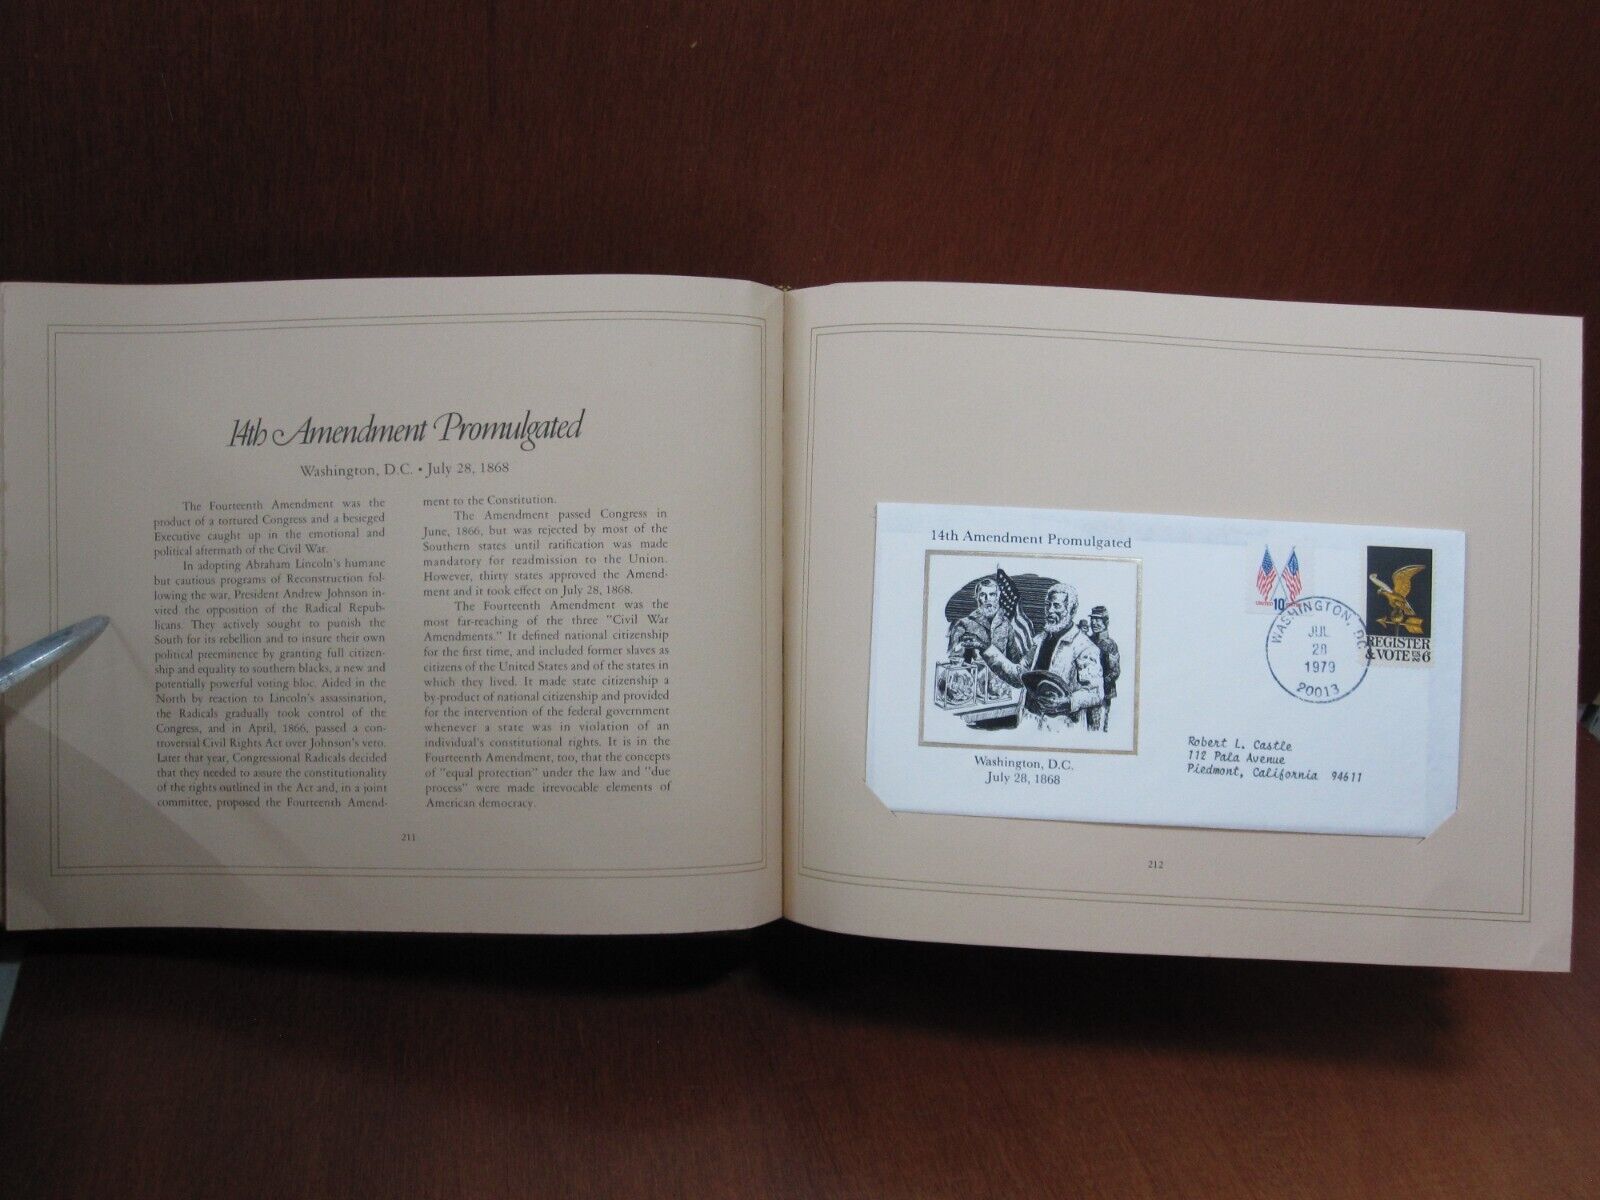 14th Amendment Promulgated
Washington, D.C. • July 28, 1868
The Fourteenth Amendment was the
product of a tortured Congress and a besieged
Executive caught up in the emotional and
political aftermath of the Civil War.
In adopting Abraham Lincoln's humane
but cautious programs of Reconstruction fol-
lowing the war, President Andrew Johnson in-
vited the opposition of the Radical Repub-
licans. They actively sought to punish the
South for its rebellion and to insure their own
political preeminence by granting full citizen-
ship and equality to southern blacks, a new and
potentially powerful voting bloc. Aided in the
North by reaction to Lincoln's assassination,
the Radicals gradually took control of the
Congress, and in April, 1866, passed a con-
troversial Civil Rights Act over Johnson's veto.
Later that year, Congressional Radicals decided
that they needed to assure the constitutionality
of the rights outlined in the Act and, in a joint
committee, proposed the Fourteenth Amend-
ment to the Constitution.
The Amendment passed Congress in
June, 1866, but was rejected by most of the
Southern states until ratification was made
mandatory for readmission to the Union.
However, thirty states approved the Amend-
ment and it took effect on July 28, 1868.
The Fourteenth Amendment was the
most far-reaching of the three "Civil War
Amendments." It defined national citizenship
for the first time, and included former slaves as
citizens of the United States and of the states in
which they lived. It made state citizenship a
by-product of national citizenship and provided
for the intervention of the federal government
whenever a state was in violation of an
individual's constitutional rights. It is in the
Fourteenth Amendment, too, that the concepts
of "equal protection" under the law and "due
process" were made irrevocable elements of
American democracy.
211
14th Amendment Promulgated
Washington, D.C.
July 28, 1868
UNITED 10
WASHINGTON, DC
JUL
28
1979
20013
REGISTER
& VOTE U.S. 6¢
Robert L. Castle
112 Pala Avenue
Piedmont, California 94611
212